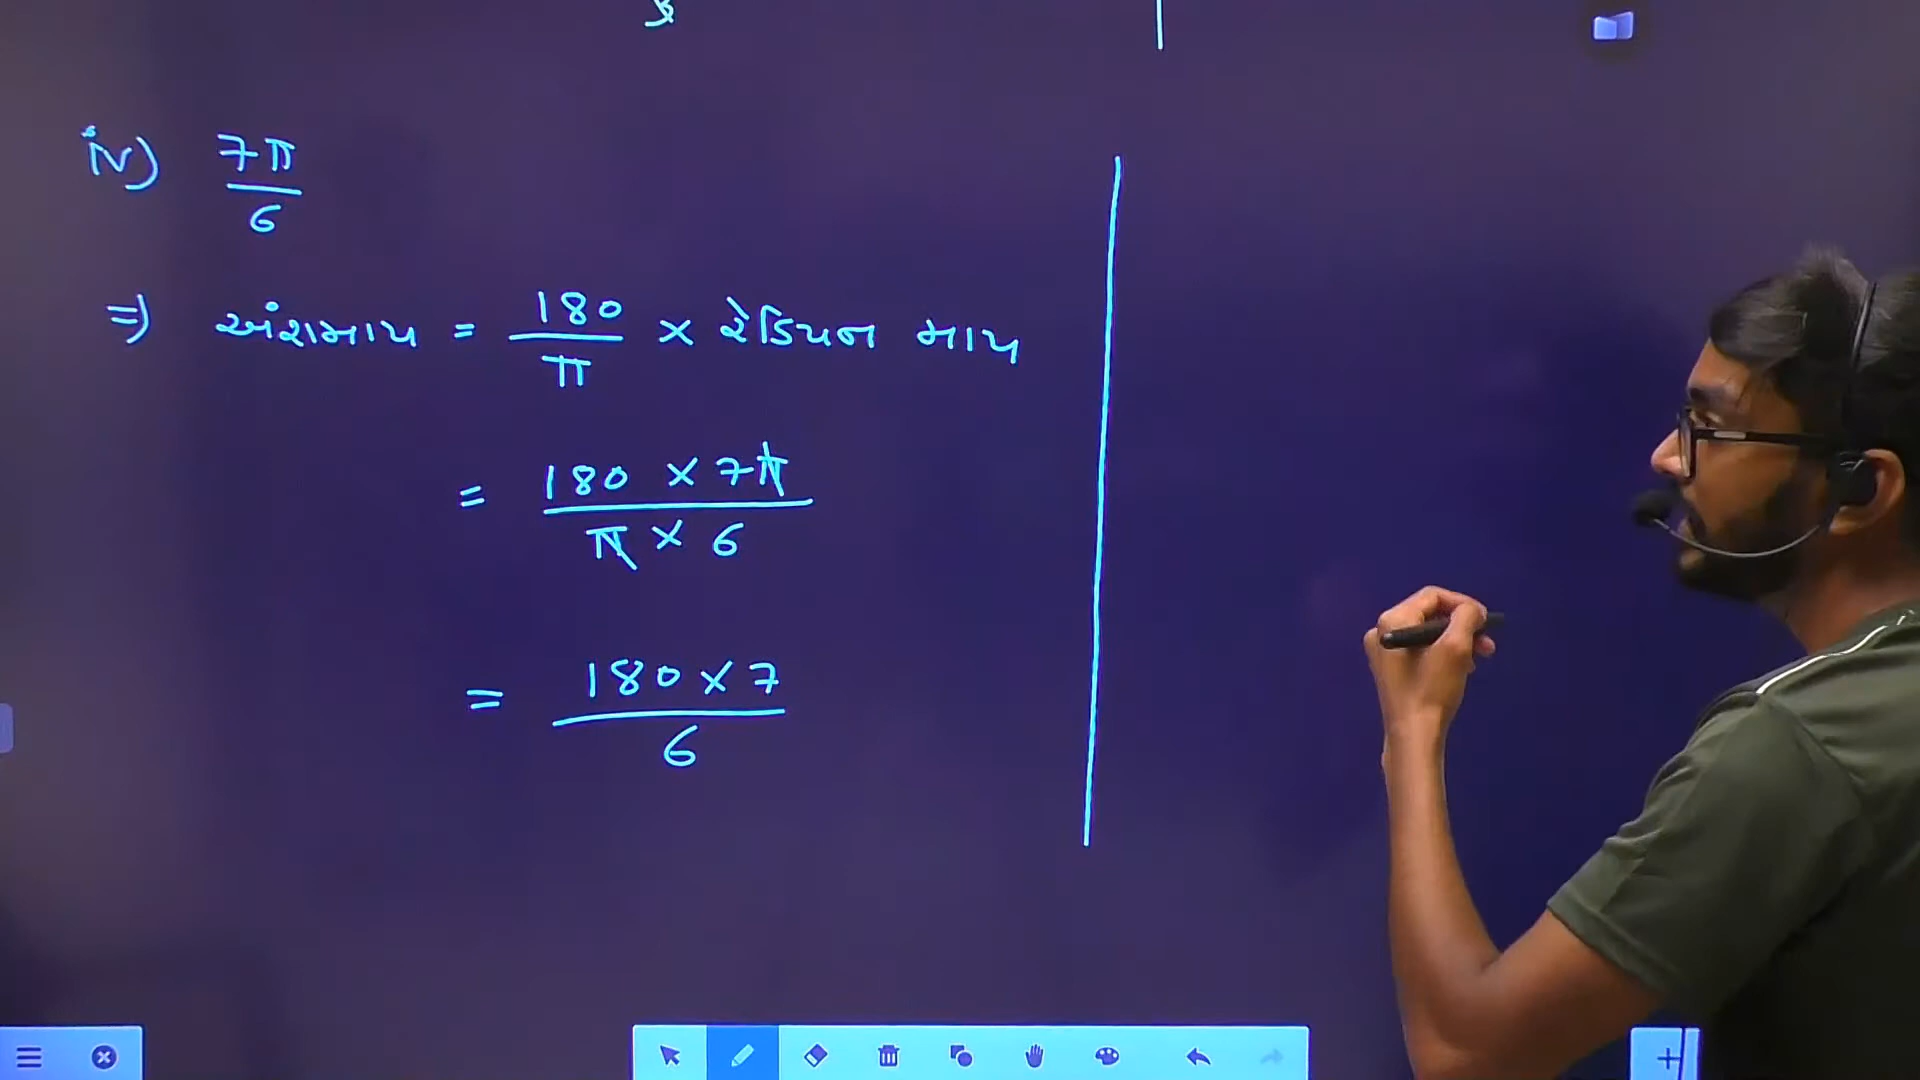 iv) 7π/6
⇒) અંશમાપ = 180/π × રેડિયન માપ
= 180 × 7π / π × 6
= 180 × 7 / 6